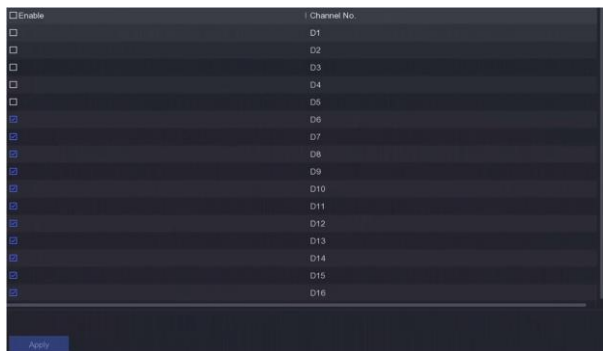 Enable Channel No.
D1
D2
D3
D4
D5
D6
D7
D8
D9
D10
D11
D12
D13
D14
D15
D16
Apply